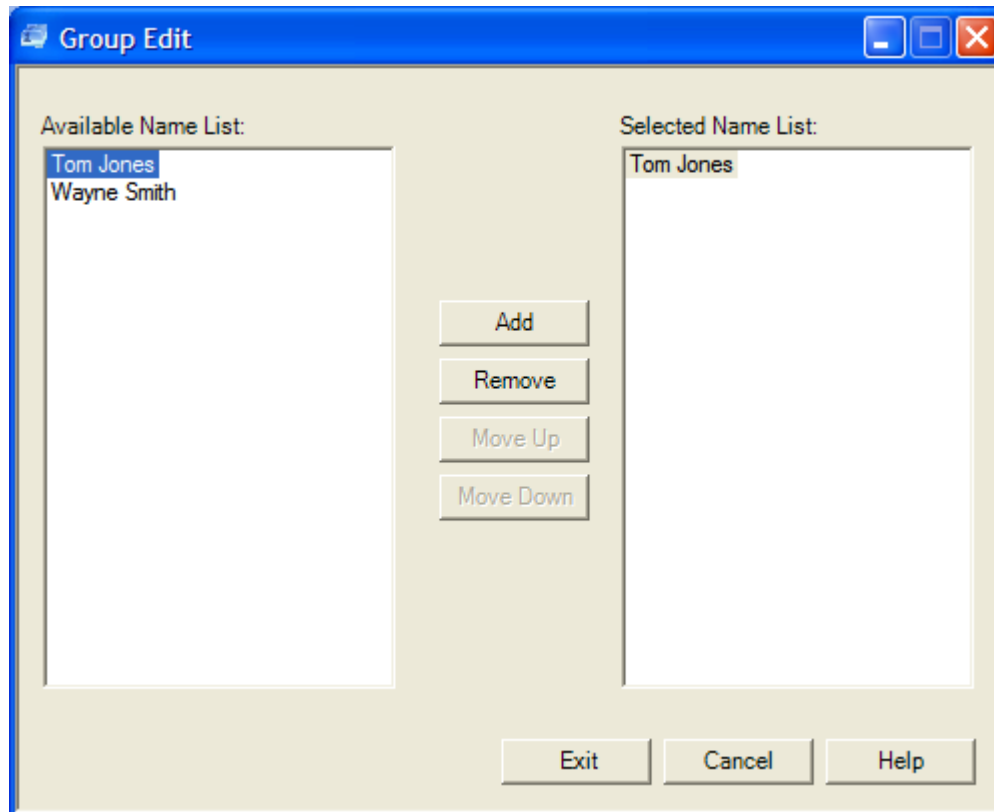 Group Edit
Available Name List:
Tom Jones
Wayne Smith
Selected Name List:
Tom Jones
Add
Remove
Move Up
Move Down
Exit
Cancel
Help